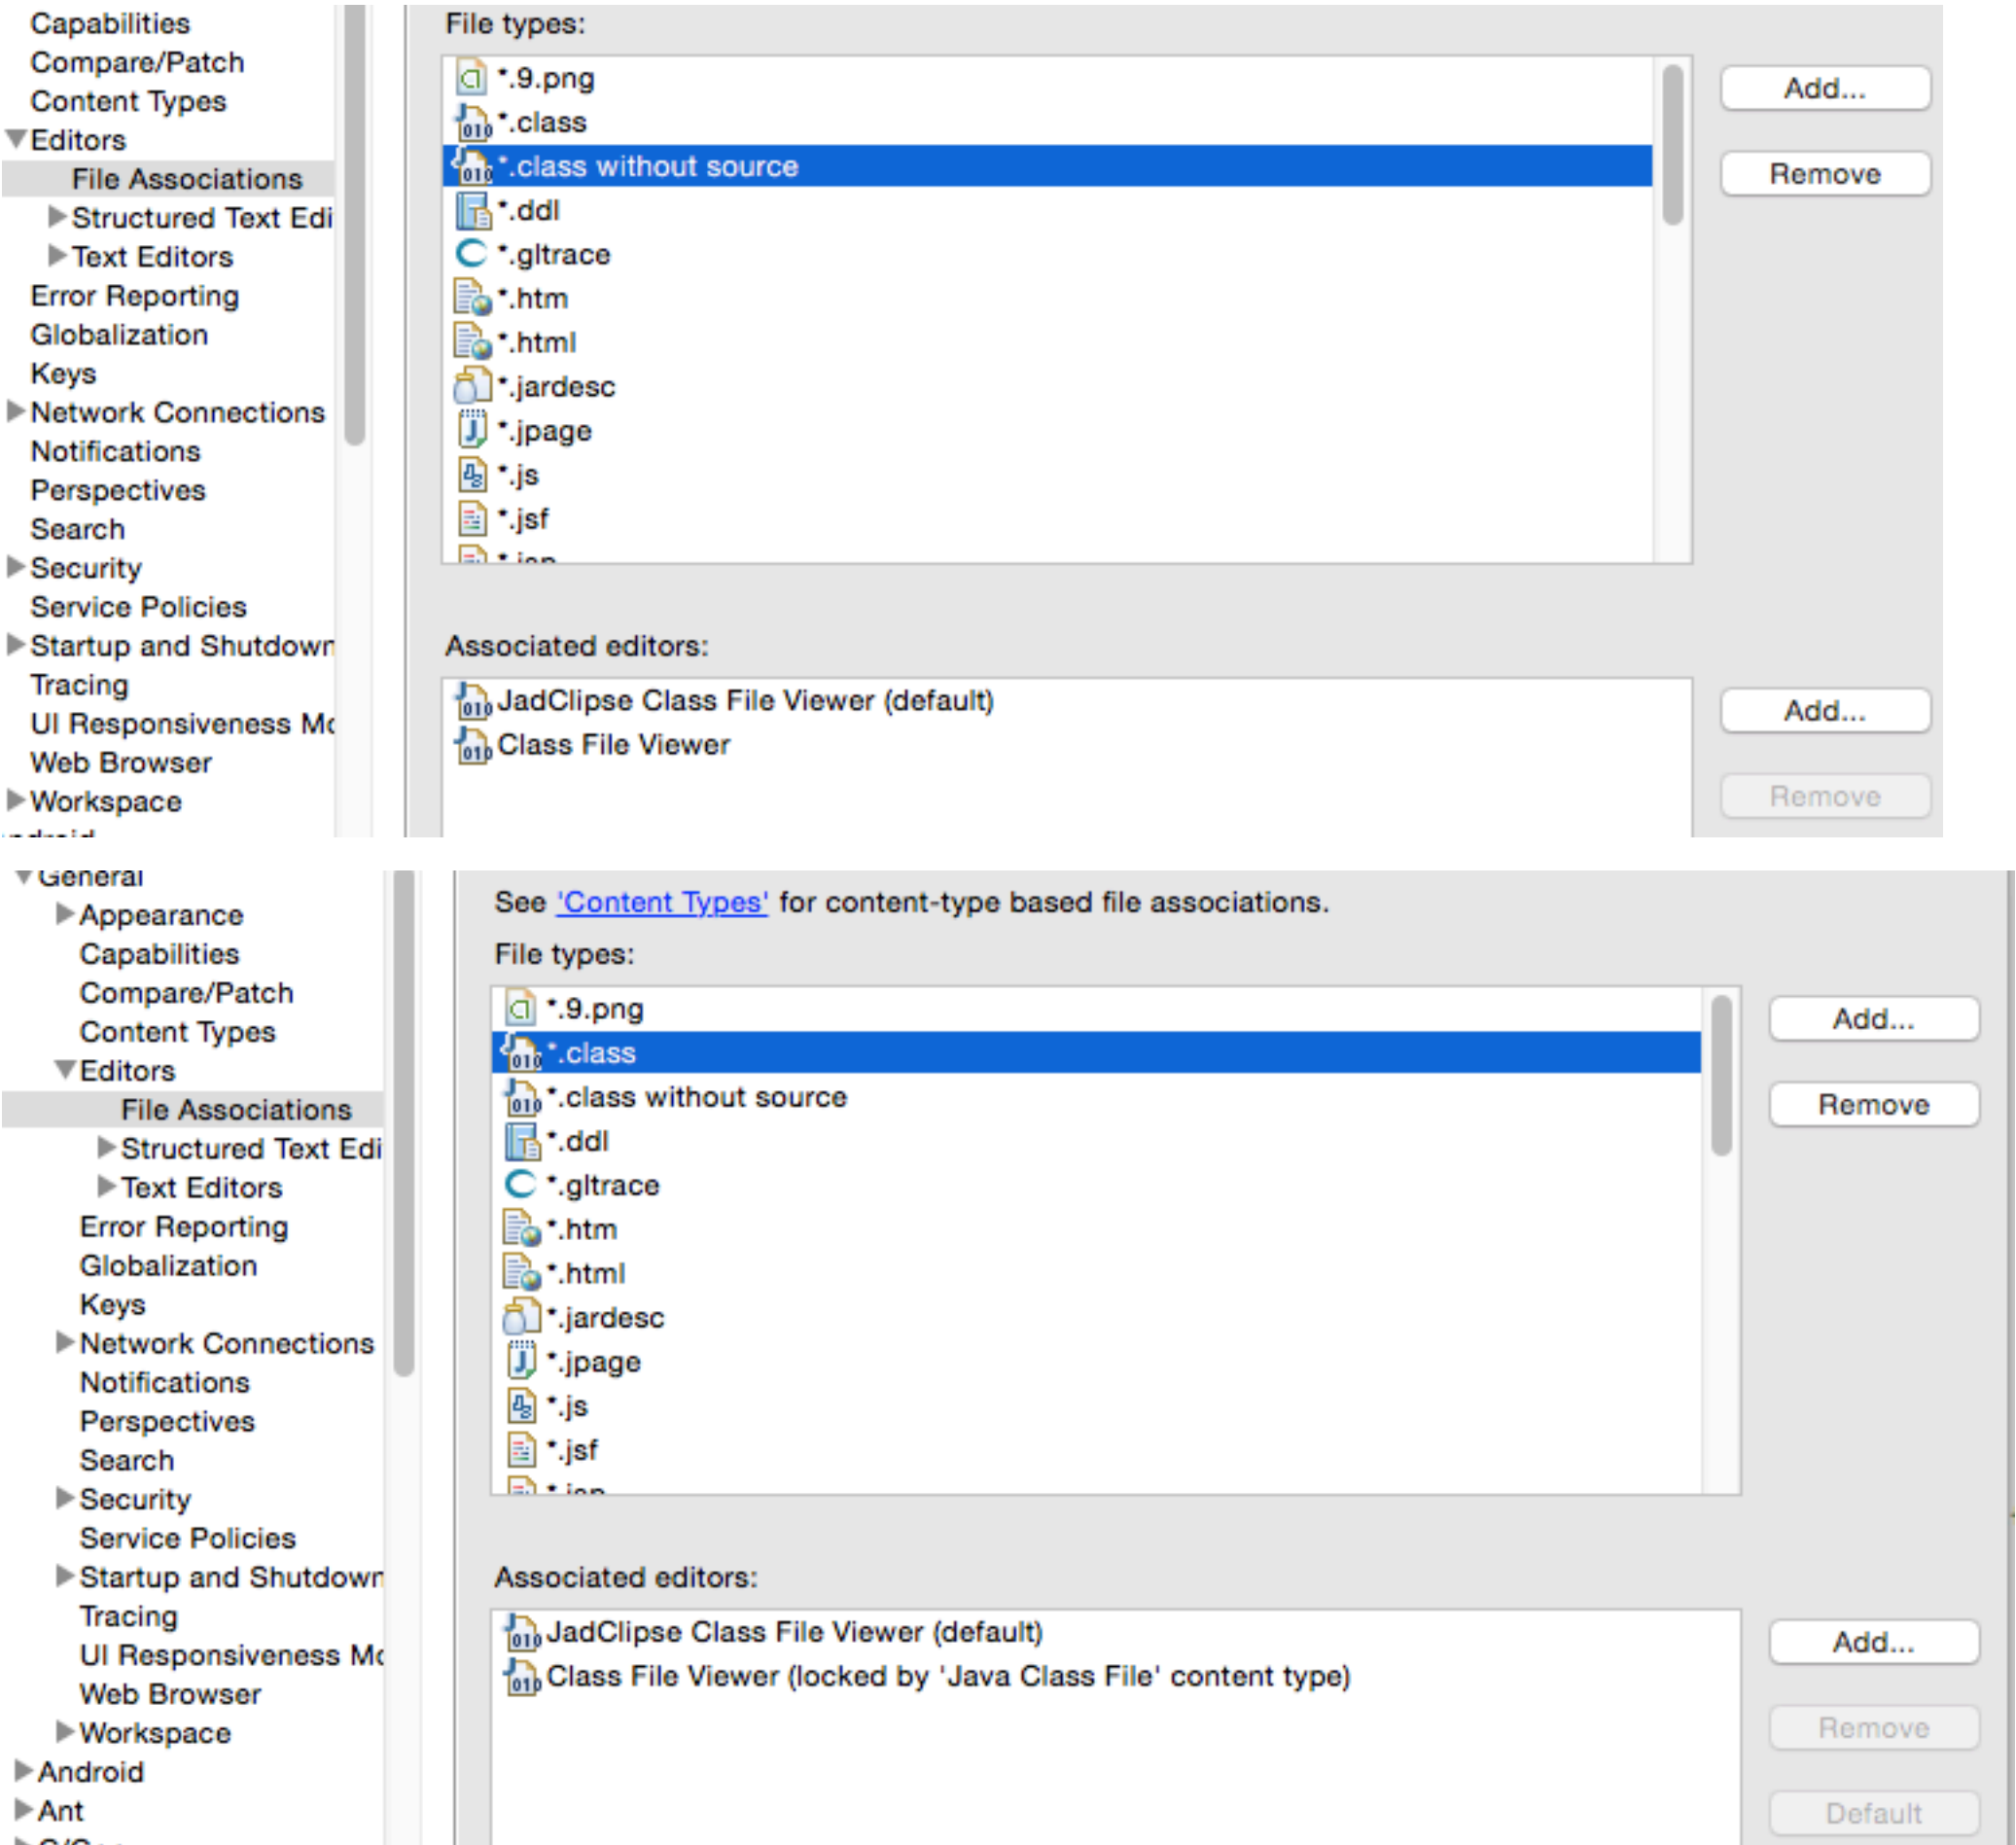 Capabilities
Compare/Patch
Content Types
Editors
File Associations
Structured Text Edi
Text Editors
Error Reporting
Globalization
Keys
Network Connections
Notifications
Perspectives
Search
Security
Service Policies
Startup and Shutdown
Tracing
UI Responsiveness Mo
Web Browser
Workspace
File types:
*.9.png
*.class
*.class without source
*.ddl
*.gltrace
*.htm
*.html
*.jardesc
*.jpage
*.js
*.jsf
Add...
Remove
Associated editors:
JadClipse Class File Viewer (default)
Class File Viewer
Add...
Remove
General
Appearance
Capabilities
Compare/Patch
Content Types
Editors
File Associations
Structured Text Edi
Text Editors
Error Reporting
Globalization
Keys
Network Connections
Notifications
Perspectives
Search
Security
Service Policies
Startup and Shutdown
Tracing
UI Responsiveness Mo
Web Browser
Workspace
Android
Ant
See 'Content Types' for content-type based file associations.
File types:
*.9.png
*.class
*.class without source
*.ddl
*.gltrace
*.htm
*.html
*.jardesc
*.jpage
*.js
*.jsf
Add...
Remove
Associated editors:
JadClipse Class File Viewer (default)
Class File Viewer (locked by 'Java Class File' content type)
Add...
Remove
Default